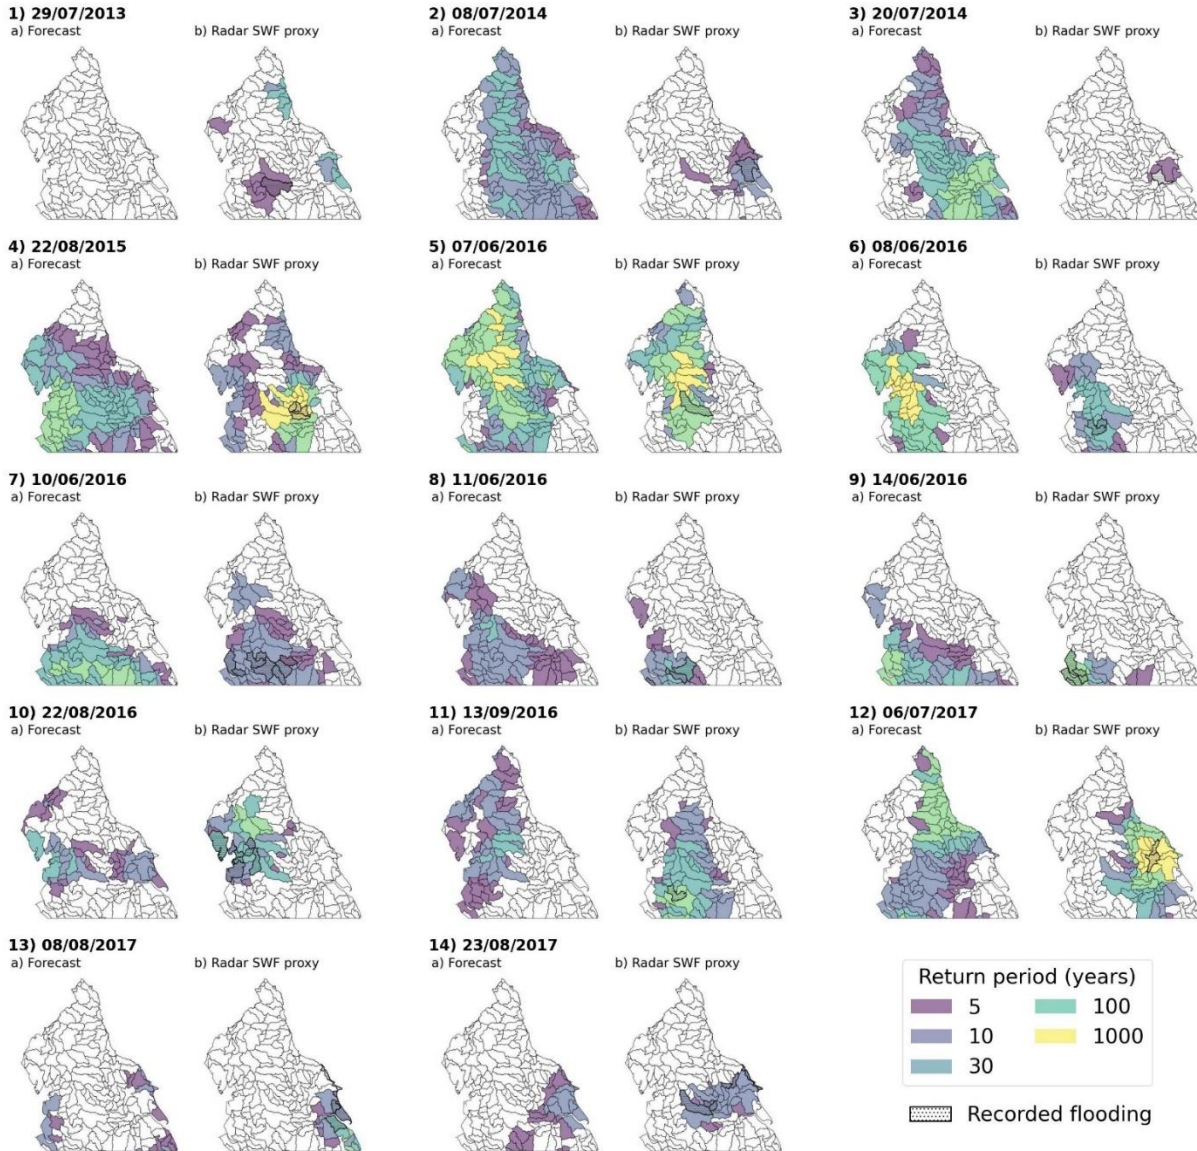 1) 29/07/2013
a) Forecast
b) Radar SWF proxy
2) 08/07/2014
a) Forecast
b) Radar SWF proxy
3) 20/07/2014
a) Forecast
b) Radar SWF proxy
4) 22/08/2015
a) Forecast
b) Radar SWF proxy
5) 07/06/2016
a) Forecast
b) Radar SWF proxy
6) 08/06/2016
a) Forecast
b) Radar SWF proxy
7) 10/06/2016
a) Forecast
b) Radar SWF proxy
8) 11/06/2016
a) Forecast
b) Radar SWF proxy
9) 14/06/2016
a) Forecast
b) Radar SWF proxy
10) 22/08/2016
a) Forecast
b) Radar SWF proxy
11) 13/09/2016
a) Forecast
b) Radar SWF proxy
12) 06/07/2017
a) Forecast
b) Radar SWF proxy
13) 08/08/2017
a) Forecast
b) Radar SWF proxy
14) 23/08/2017
a) Forecast
b) Radar SWF proxy
Return period (years)
5
10
30
100
1000
Recorded flooding